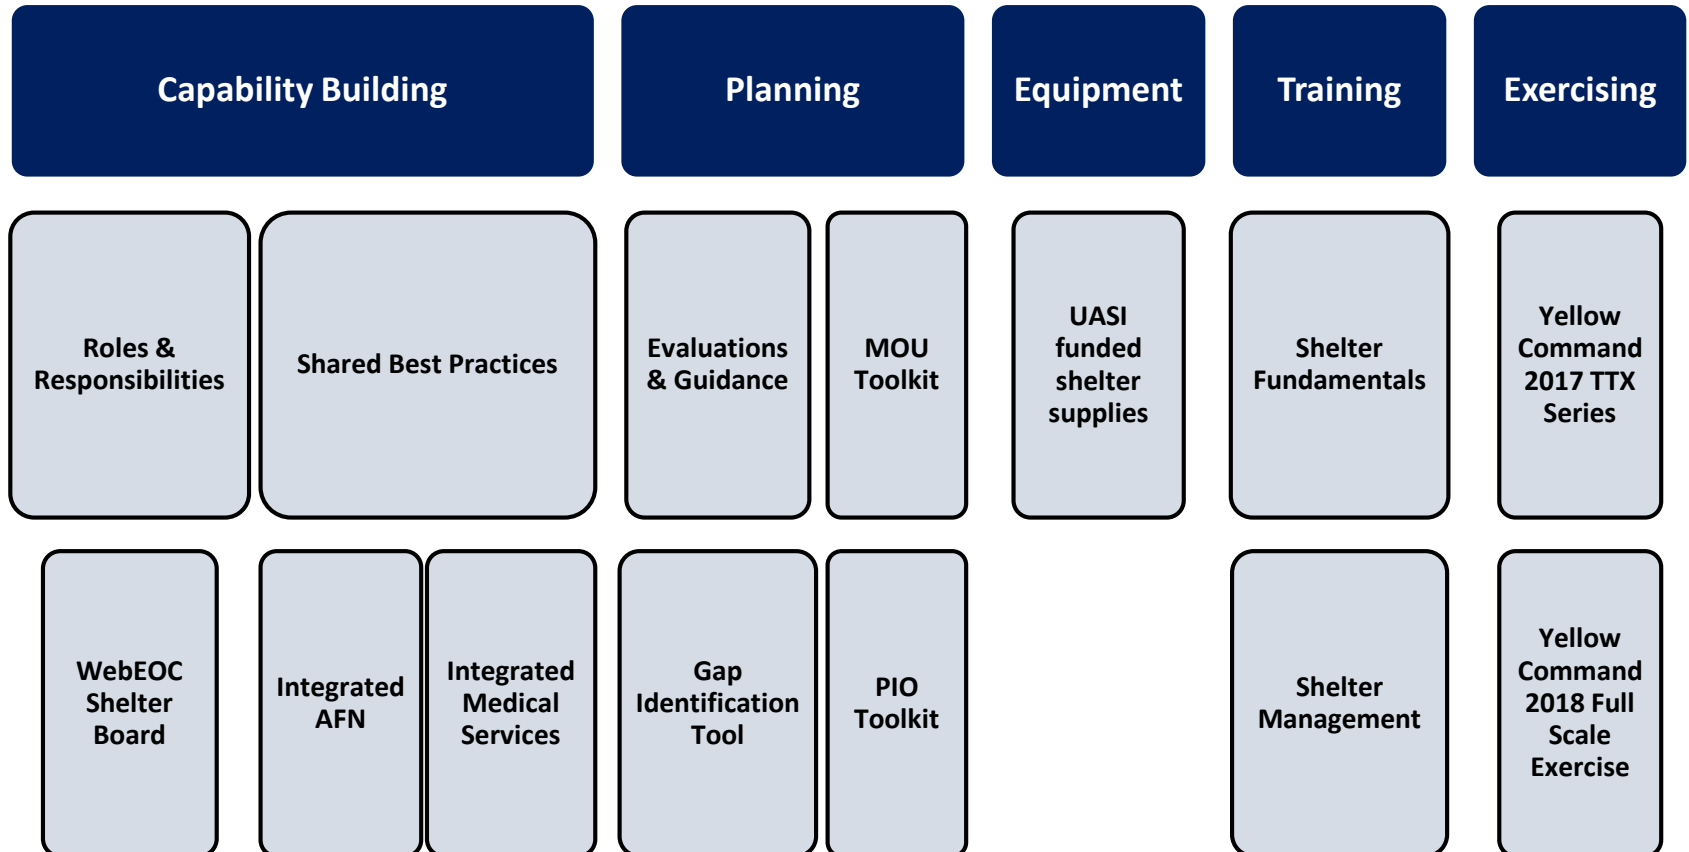 Capability Building
Planning
Equipment
Training
Exercising
Roles &
Responsibilities
Shared Best Practices
Evaluations
& Guidance
MOU
Toolkit
UASI
funded
shelter
supplies
Shelter
Fundamentals
Yellow
Command
2017 TTX
Series
WebEOC
Shelter
Board
Integrated
AFN
Integrated
Medical
Services
Gap
Identification
Tool
PIO
Toolkit
Shelter
Management
Yellow
Command
2018 Full
Scale
Exercise